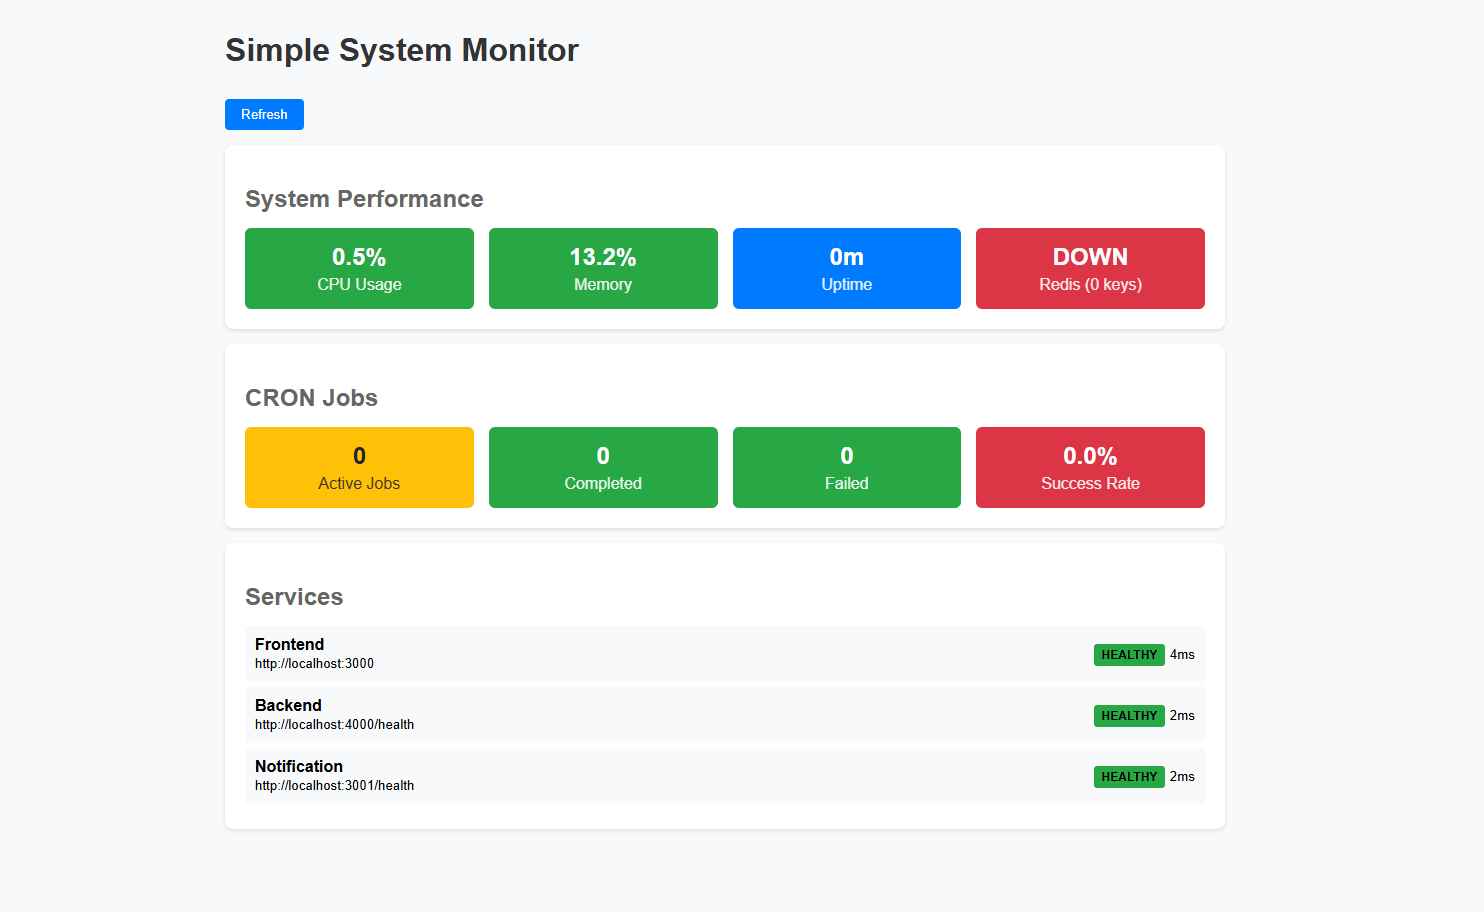 Simple System Monitor
Refresh
System Performance
0.5%
CPU Usage
13.2%
Memory
0m
Uptime
DOWN
Redis (0 keys)
CRON Jobs
0
Active Jobs
0
Completed
0
Failed
0.0%
Success Rate
Services
Frontend
http://localhost:3000
HEALTHY 4ms
Backend
http://localhost:4000/health
HEALTHY 2ms
Notification
http://localhost:3001/health
HEALTHY 2ms